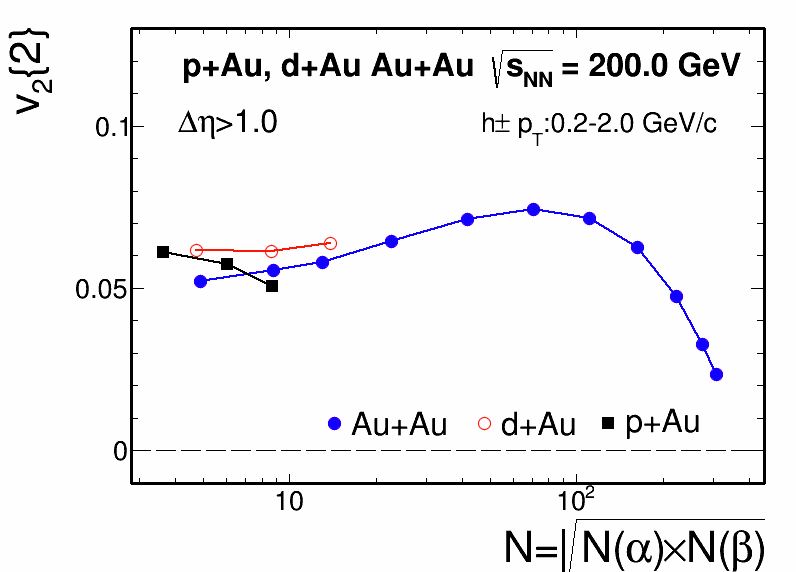 v₂{2}
p+Au, d+Au Au+Au √sNN = 200.0 GeV
Δη>1.0
h± pT:0.2-2.0 GeV/c
0.1
0.05
0
Au+Au
d+Au
p+Au
10
10²
N=|√N(α)×N(β)